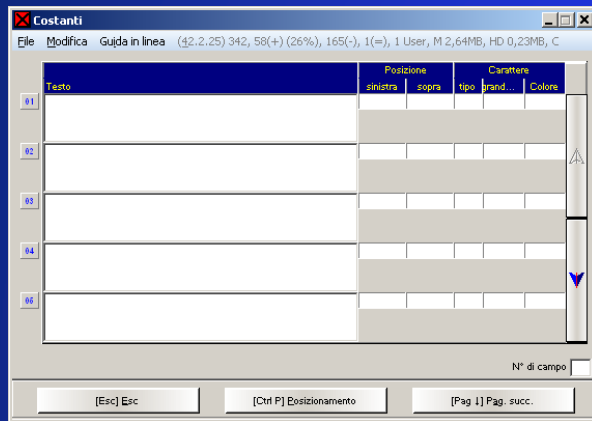 Costanti
File Modifica Guida in linea (42.2.25) 342, 58(+) (26%), 165(-), 1(=), 1 User, M 2,64MB, HD 0,23MB, C
Posizione Carattere
Testo sinistra sopra tipo grand... Colore
01
02
03
04
05
N° di campo
[Esc] Esc [Ctrl P] Posizionamento [Pag ↓] Pag. succ.